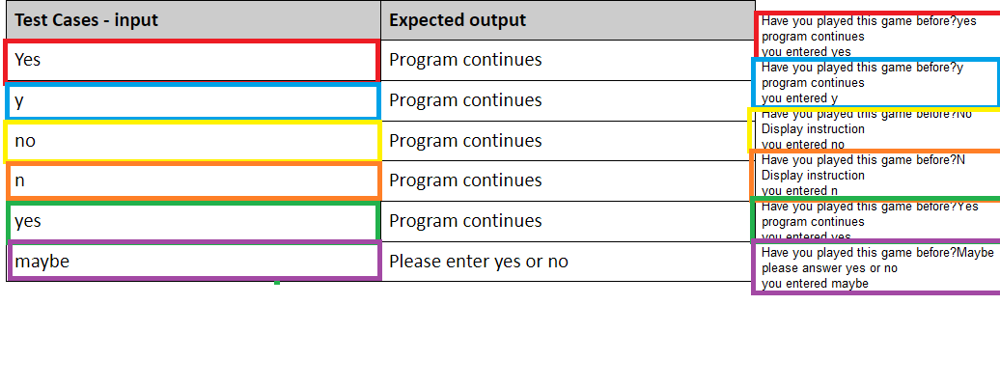 Test Cases - input Expected output
Have you played this game before?yes
program continues
you entered yes
Yes Program continues
Have you played this game before?y
program continues
you entered y
y Program continues
Have you played this game before?No
Display instruction
you entered no
no Program continues
Have you played this game before?N
Display instruction
you entered n
n Program continues
Have you played this game before?Yes
program continues
you entered yes
yes Program continues
Have you played this game before?Maybe
please answer yes or no
you entered maybe
maybe Please enter yes or no